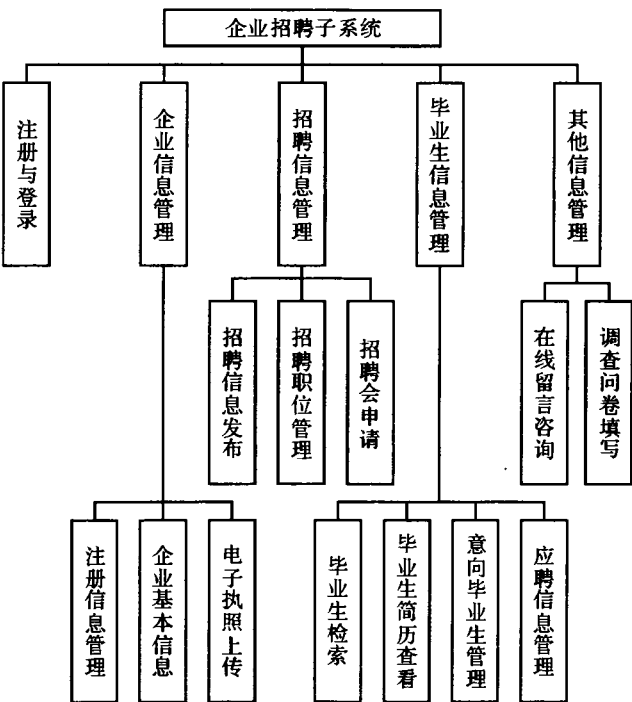 企业招聘子系统
注册与登录
企业信息管理
招聘信息管理
毕业生信息管理
其他信息管理
招聘信息发布
招聘职位管理
招聘会申请
在线留言咨询
调查问卷填写
注册信息管理
企业基本信息
电子执照上传
毕业生检索
毕业生简历查看
意向毕业生管理
应聘信息管理